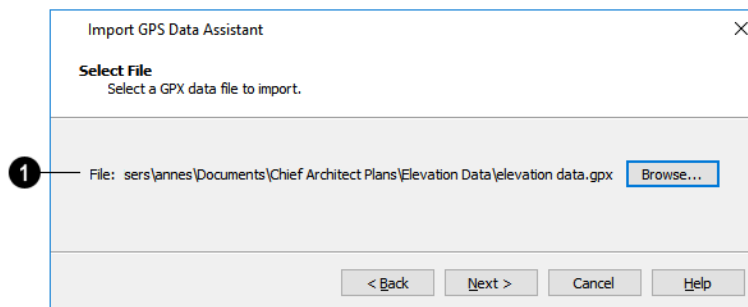 Import GPS Data Assistant
Select File
Select a GPX data file to import.
1
File: sers\annes\Documents\Chief Architect Plans\Elevation Data\elevation data.gpx Browse...
< Back Next > Cancel Help